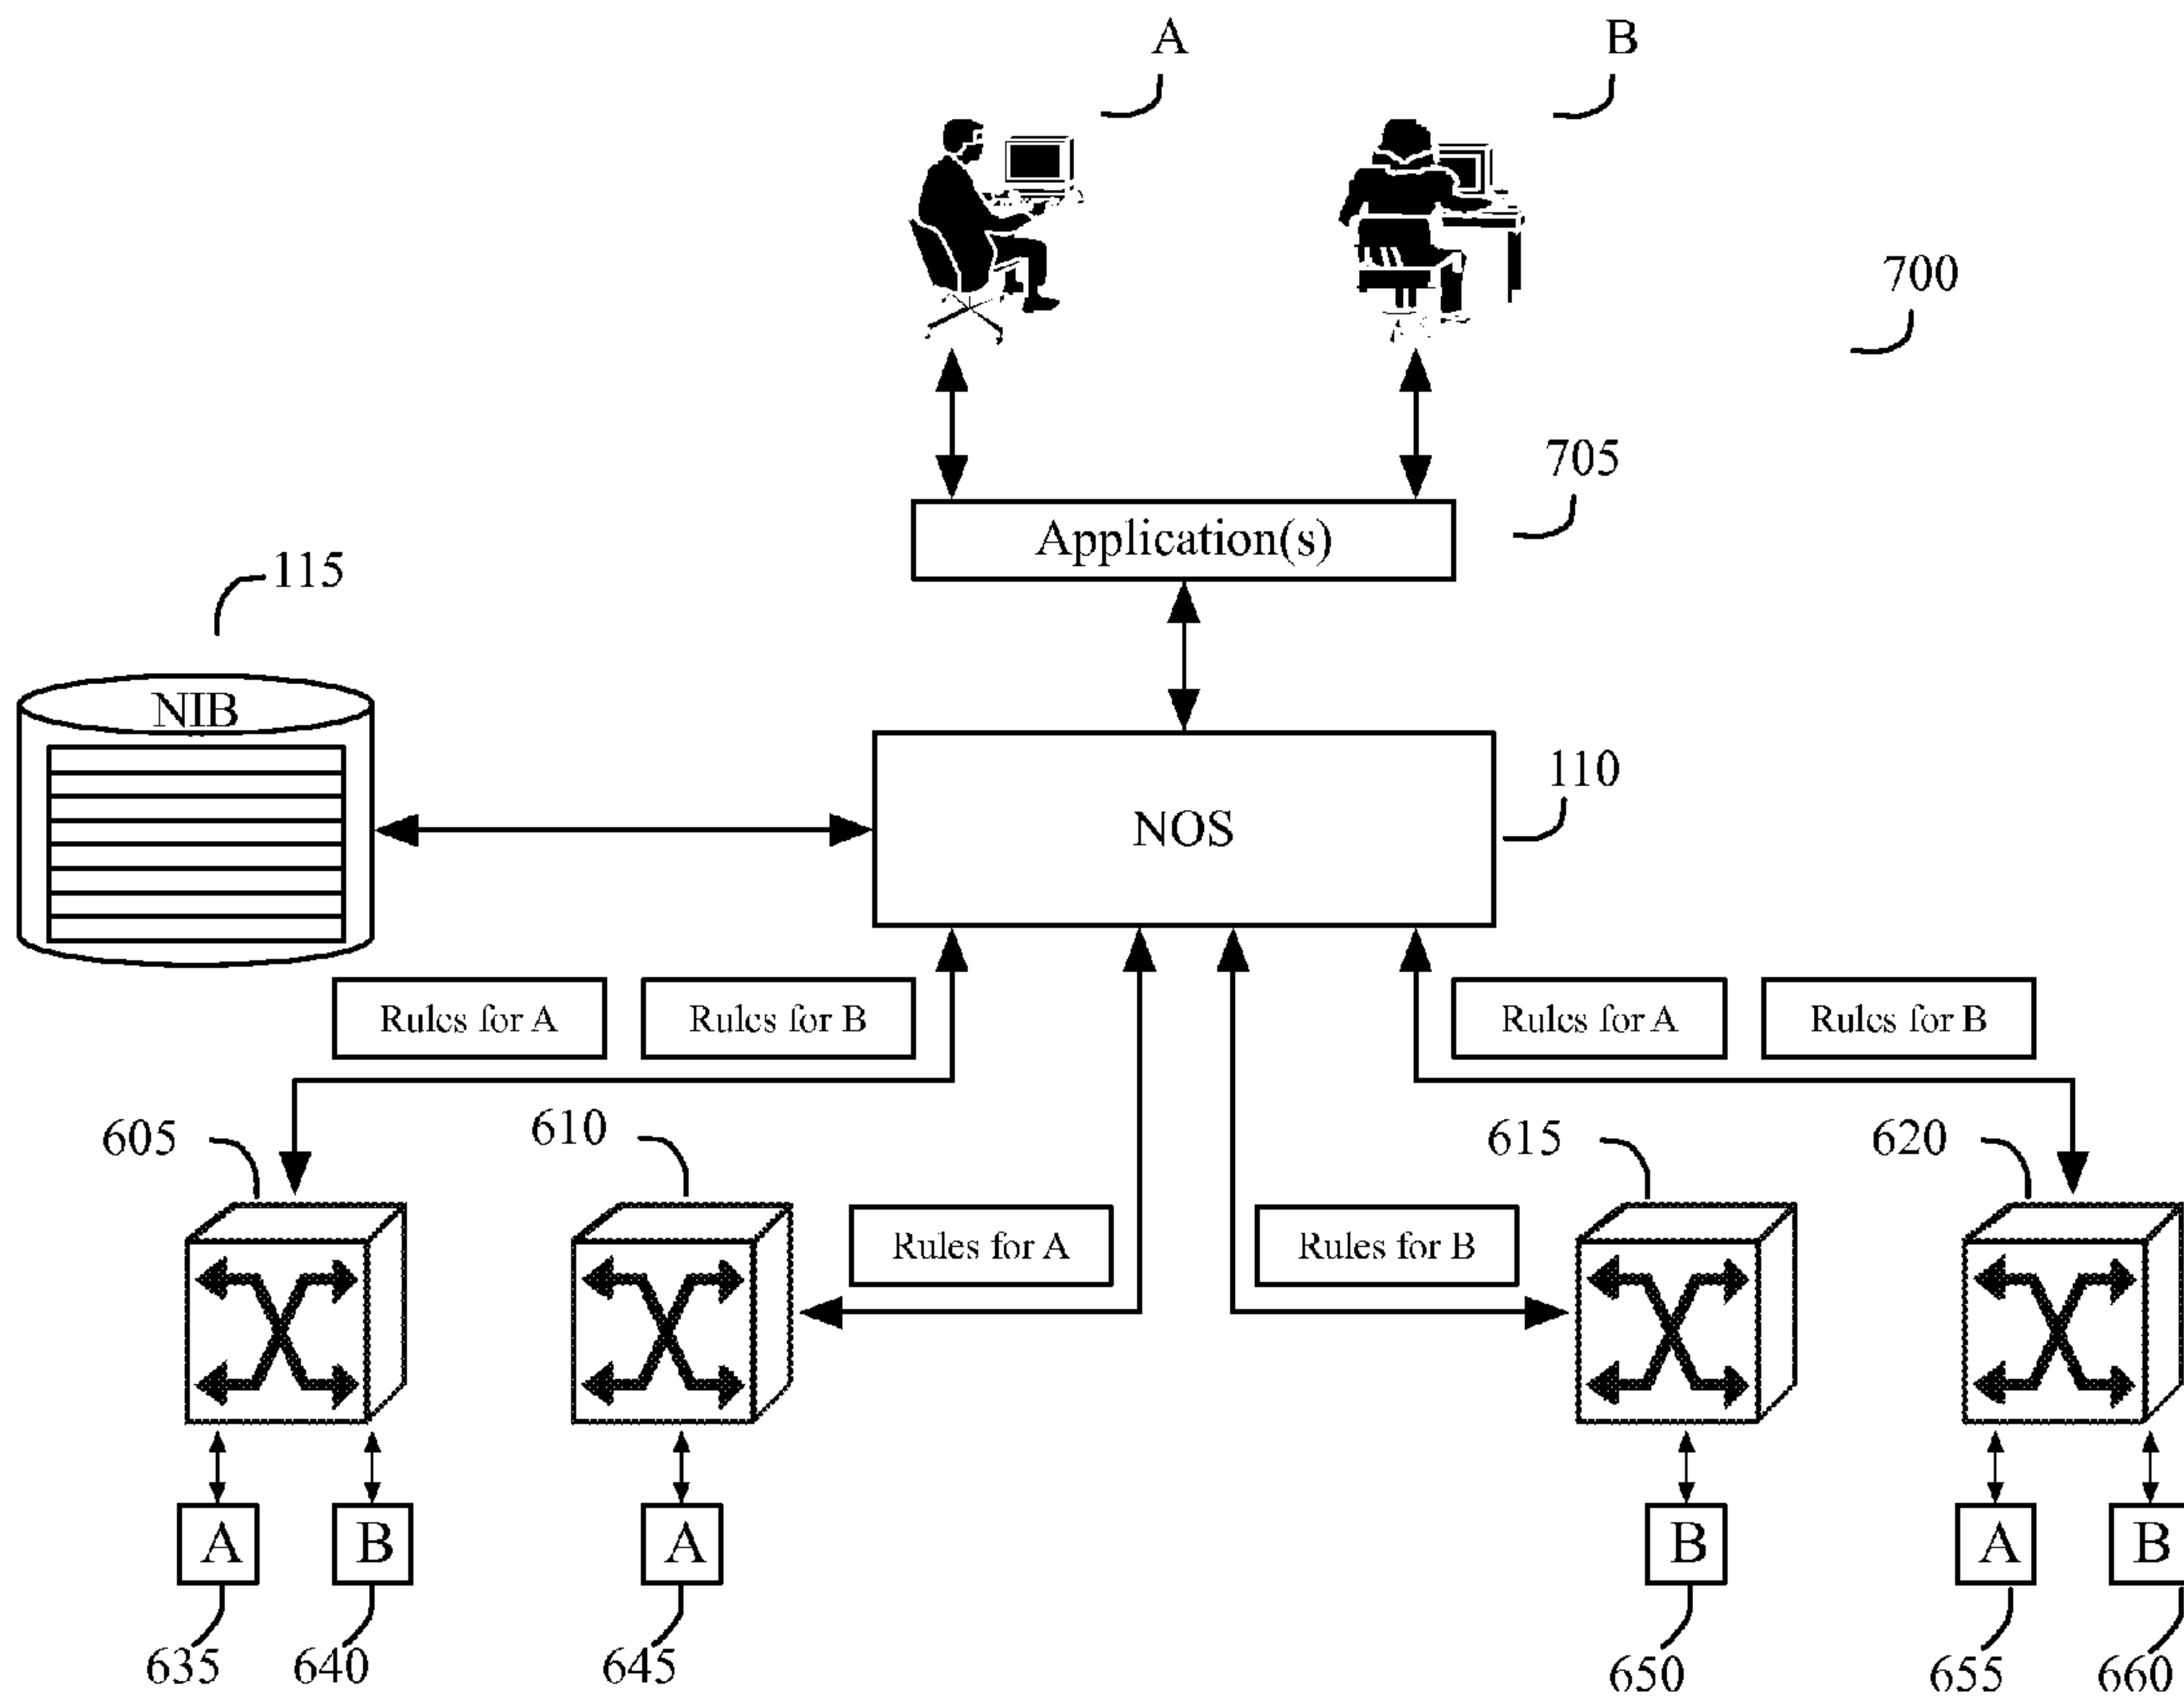 A
B
700
705
Application(s)
115
NIB
110
NOS
Rules for A
Rules for B
Rules for A
Rules for B
605
610
615
620
Rules for A
Rules for B
A
B
A
B
A
B
635
640
645
650
655
660